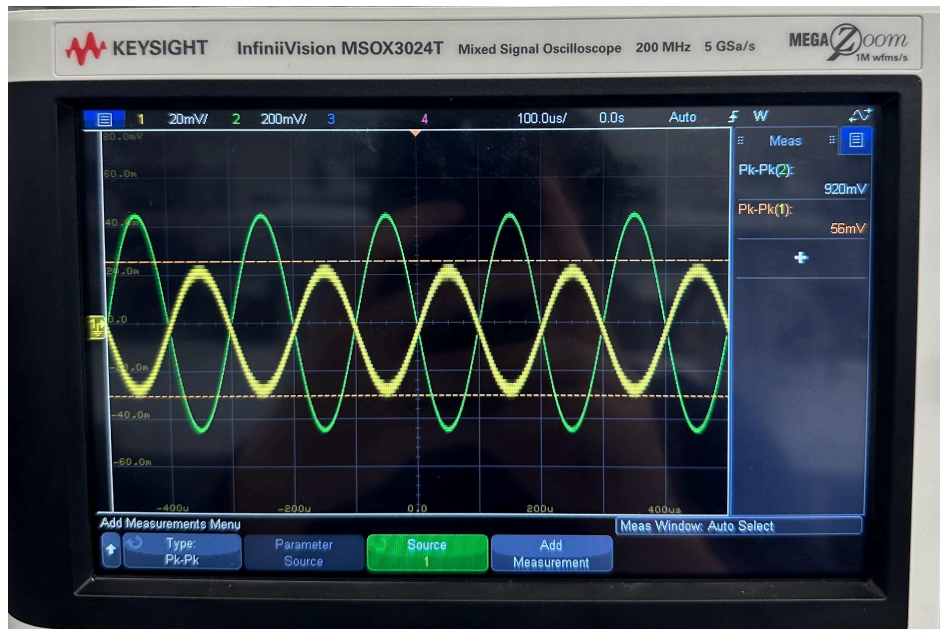 KEYSIGHT InfiniiVision MSOX3024T Mixed Signal Oscilloscope 200 MHz 5 GSa/s MEGA Zoom
1M wfms/s
1 20mV/ 2 200mV/ 3 4 100.0us/ 0.0s Auto W
80.0mV
Meas
60.0m
Pk-Pk(2):
920mV
Pk-Pk(1):
40.0m
56mV
+
20.0m
0.0
-20.0m
-40.0m
-60.0m
-400u -200u 0.0 200u 400us
Add Measurements Menu Meas Window: Auto Select
Type: Parameter Source Add
Pk-Pk Source 1 Measurement